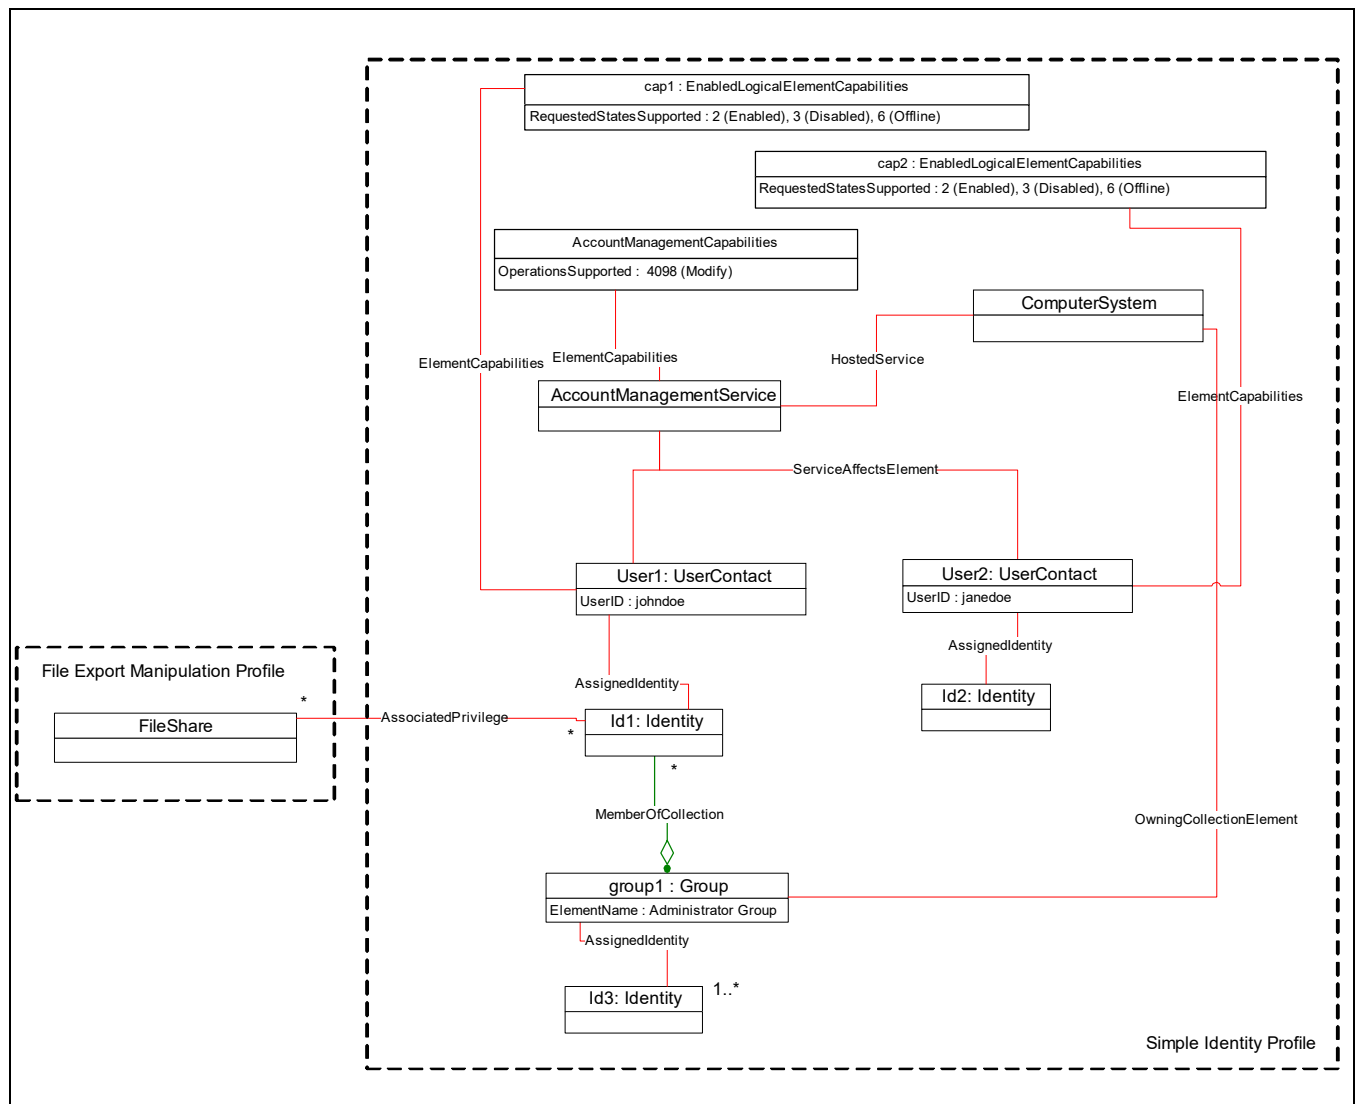 cap1 : EnabledLogicalElementCapabilities
RequestedStatesSupported : 2 (Enabled), 3 (Disabled), 6 (Offline)
cap2 : EnabledLogicalElementCapabilities
RequestedStatesSupported : 2 (Enabled), 3 (Disabled), 6 (Offline)
AccountManagementCapabilities
OperationsSupported : 4098 (Modify)
ComputerSystem
ElementCapabilities
ElementCapabilities
HostedService
AccountManagementService
ElementCapabilities
ServiceAffectsElement
User1: UserContact
UserID : johndoe
User2: UserContact
UserID : janedoe
AssignedIdentity
File Export Manipulation Profile
AssignedIdentity
Id2: Identity
*
FileShare
AssociatedPrivilege
*
Id1: Identity
*
MemberOfCollection
OwningCollectionElement
group1 : Group
ElementName : Administrator Group
AssignedIdentity
Id3: Identity
1..*
Simple Identity Profile